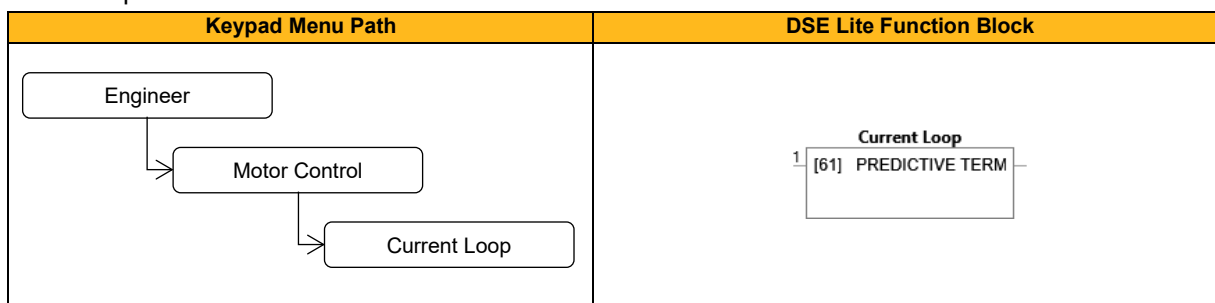 Keypad Menu Path
DSE Lite Function Block
Engineer
Motor Control
Current Loop
Current Loop
1 [61] PREDICTIVE TERM